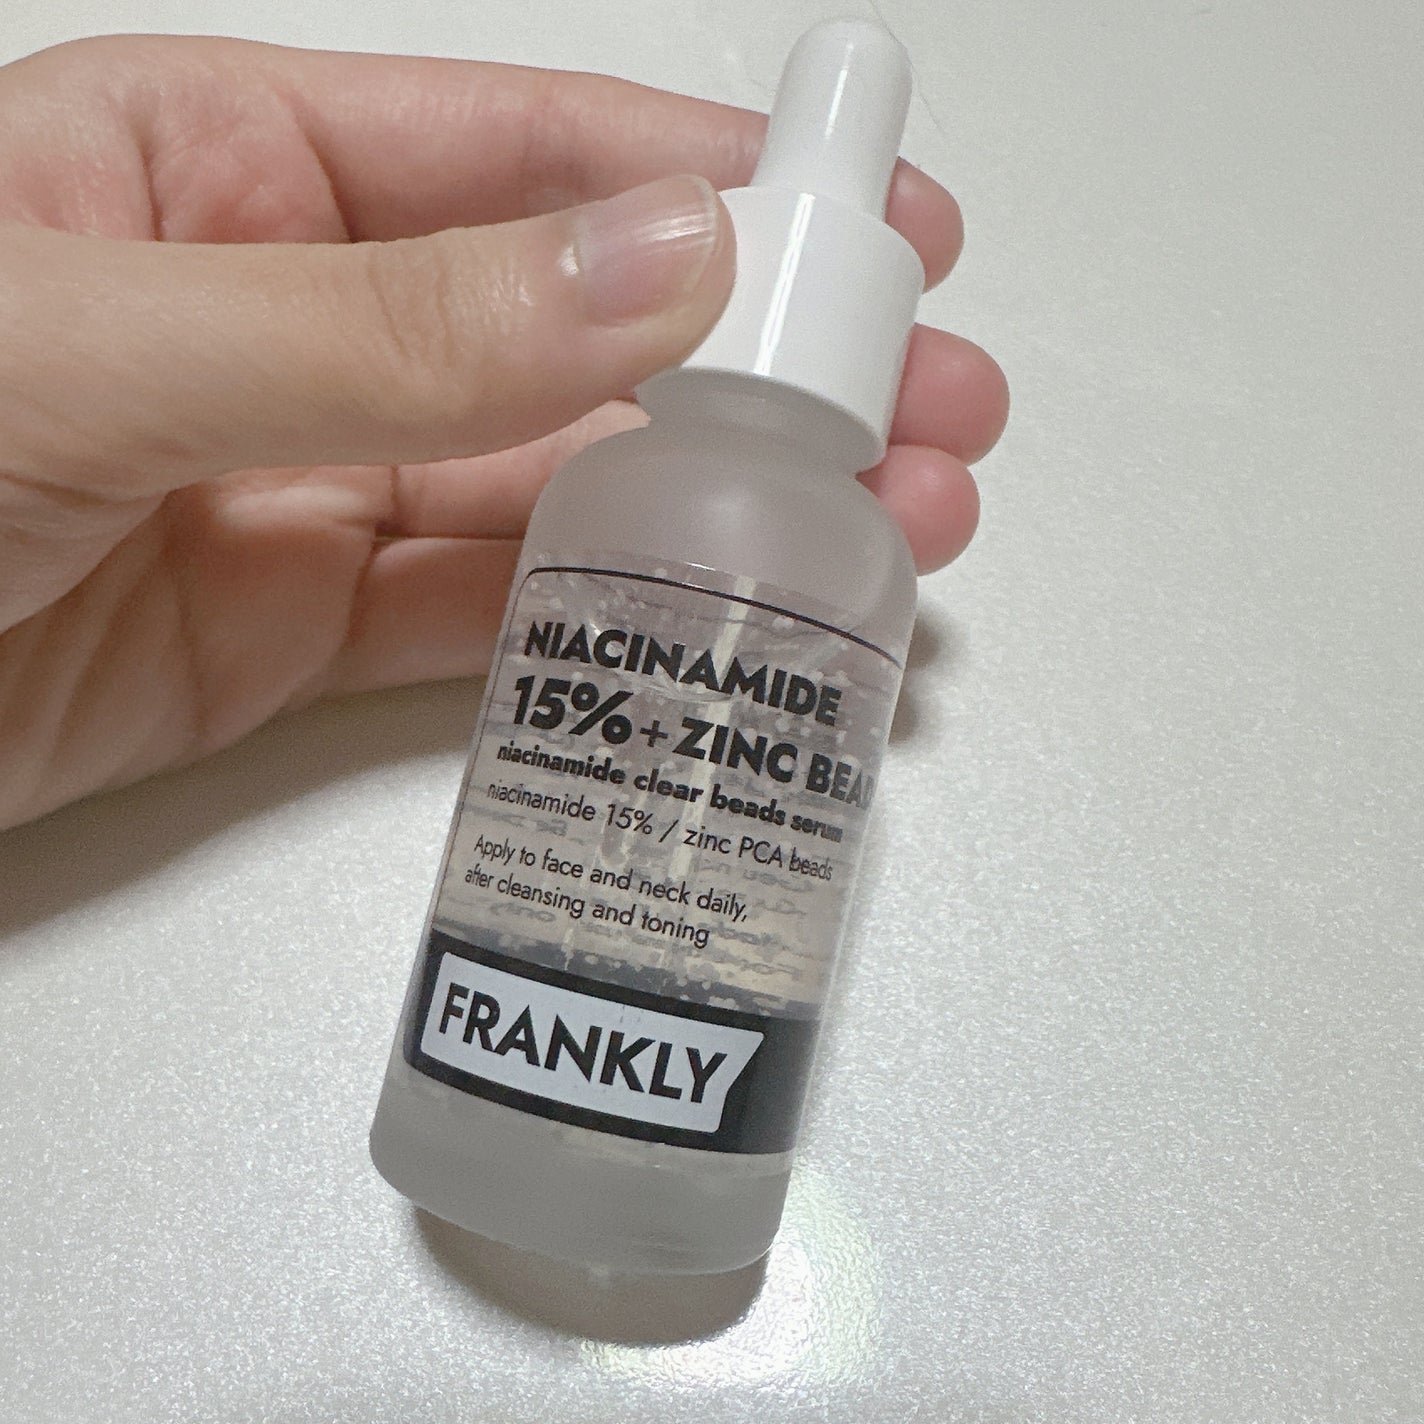 NIACINAMIDE
15% + ZINC BEA
niacinamide clear beads serum
niacinamide 15% / zinc PCA beads
Apply to face and neck daily,
after cleansing and toning
FRANKLY